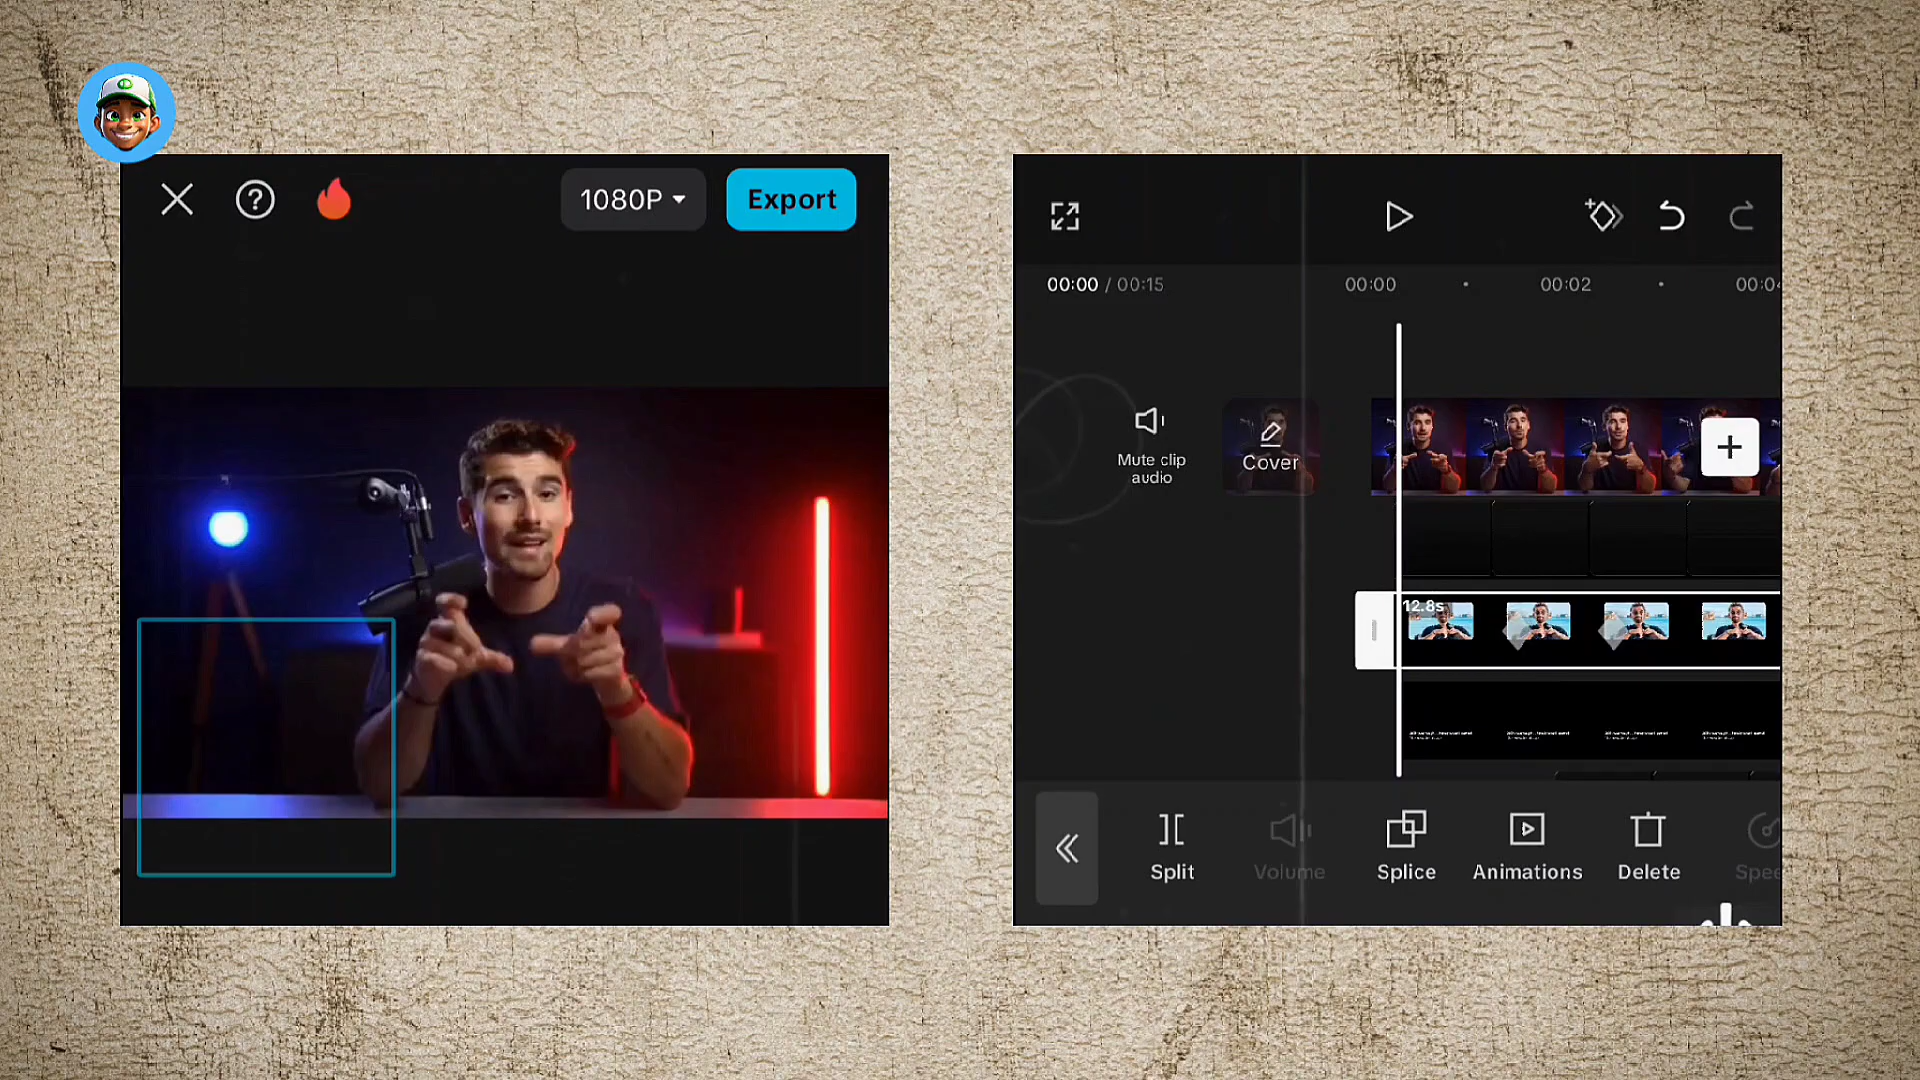 1080P
Export
00:00 / 00:15
00:00
00:02
Mute clip
audio
Cover
12.8s
Split
Volume
Splice
Animations
Delete